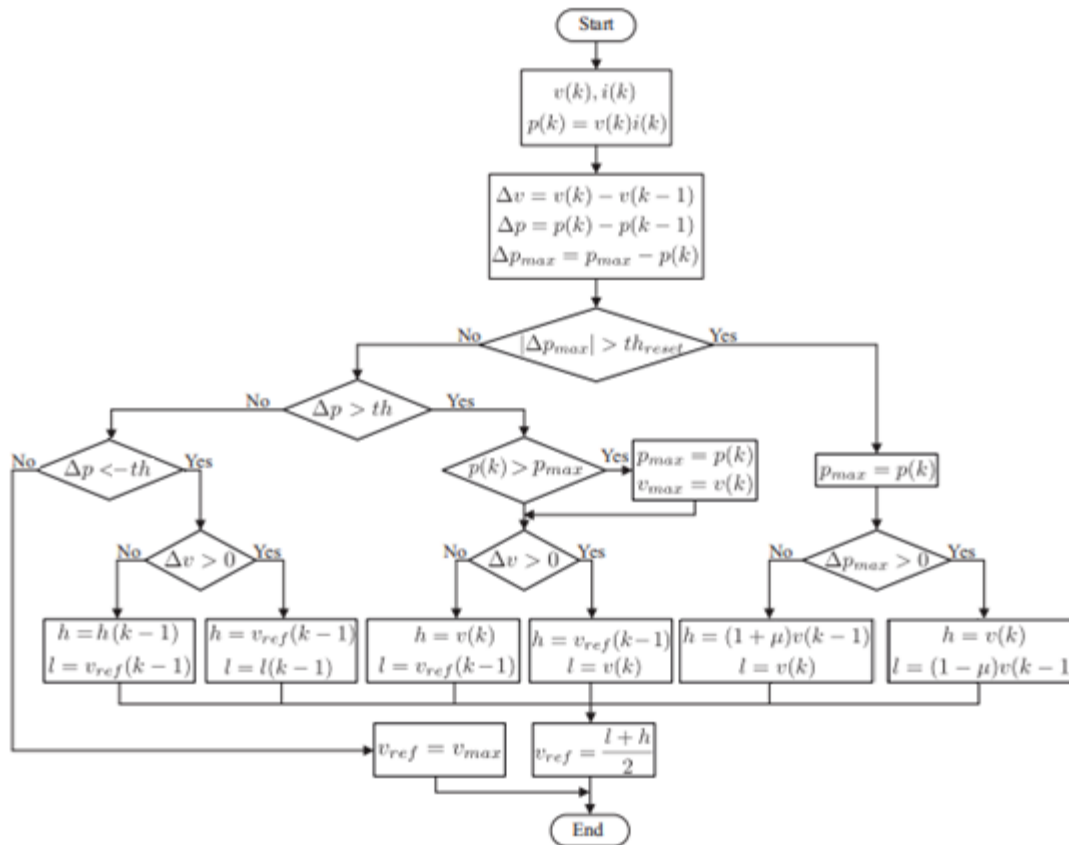 Start
v(k), i(k)
p(k) = v(k)i(k)
Δv = v(k) − v(k − 1)
Δp = p(k) − p(k − 1)
Δp_max = p_max − p(k)
No
|Δp_max| > th_reset
Yes
No
Δp > th
Yes
No
Δp <−th
Yes
p(k) > p_max
Yes
p_max = p(k)
v_max = v(k)
p_max = p(k)
No
Δv > 0
Yes
No
Δv > 0
Yes
No
Δp_max > 0
Yes
h = h(k − 1)
l = v_ref(k − 1)
h = v_ref(k − 1)
l = l(k − 1)
h = v(k)
l = v_ref(k−1)
h = v_ref(k−1)
l = v(k)
h = (1 + μ)v(k − 1)
l = v(k)
h = v(k)
l = (1 − μ)v(k − 1
v_ref = v_max
v_ref = (l + h)/2
End